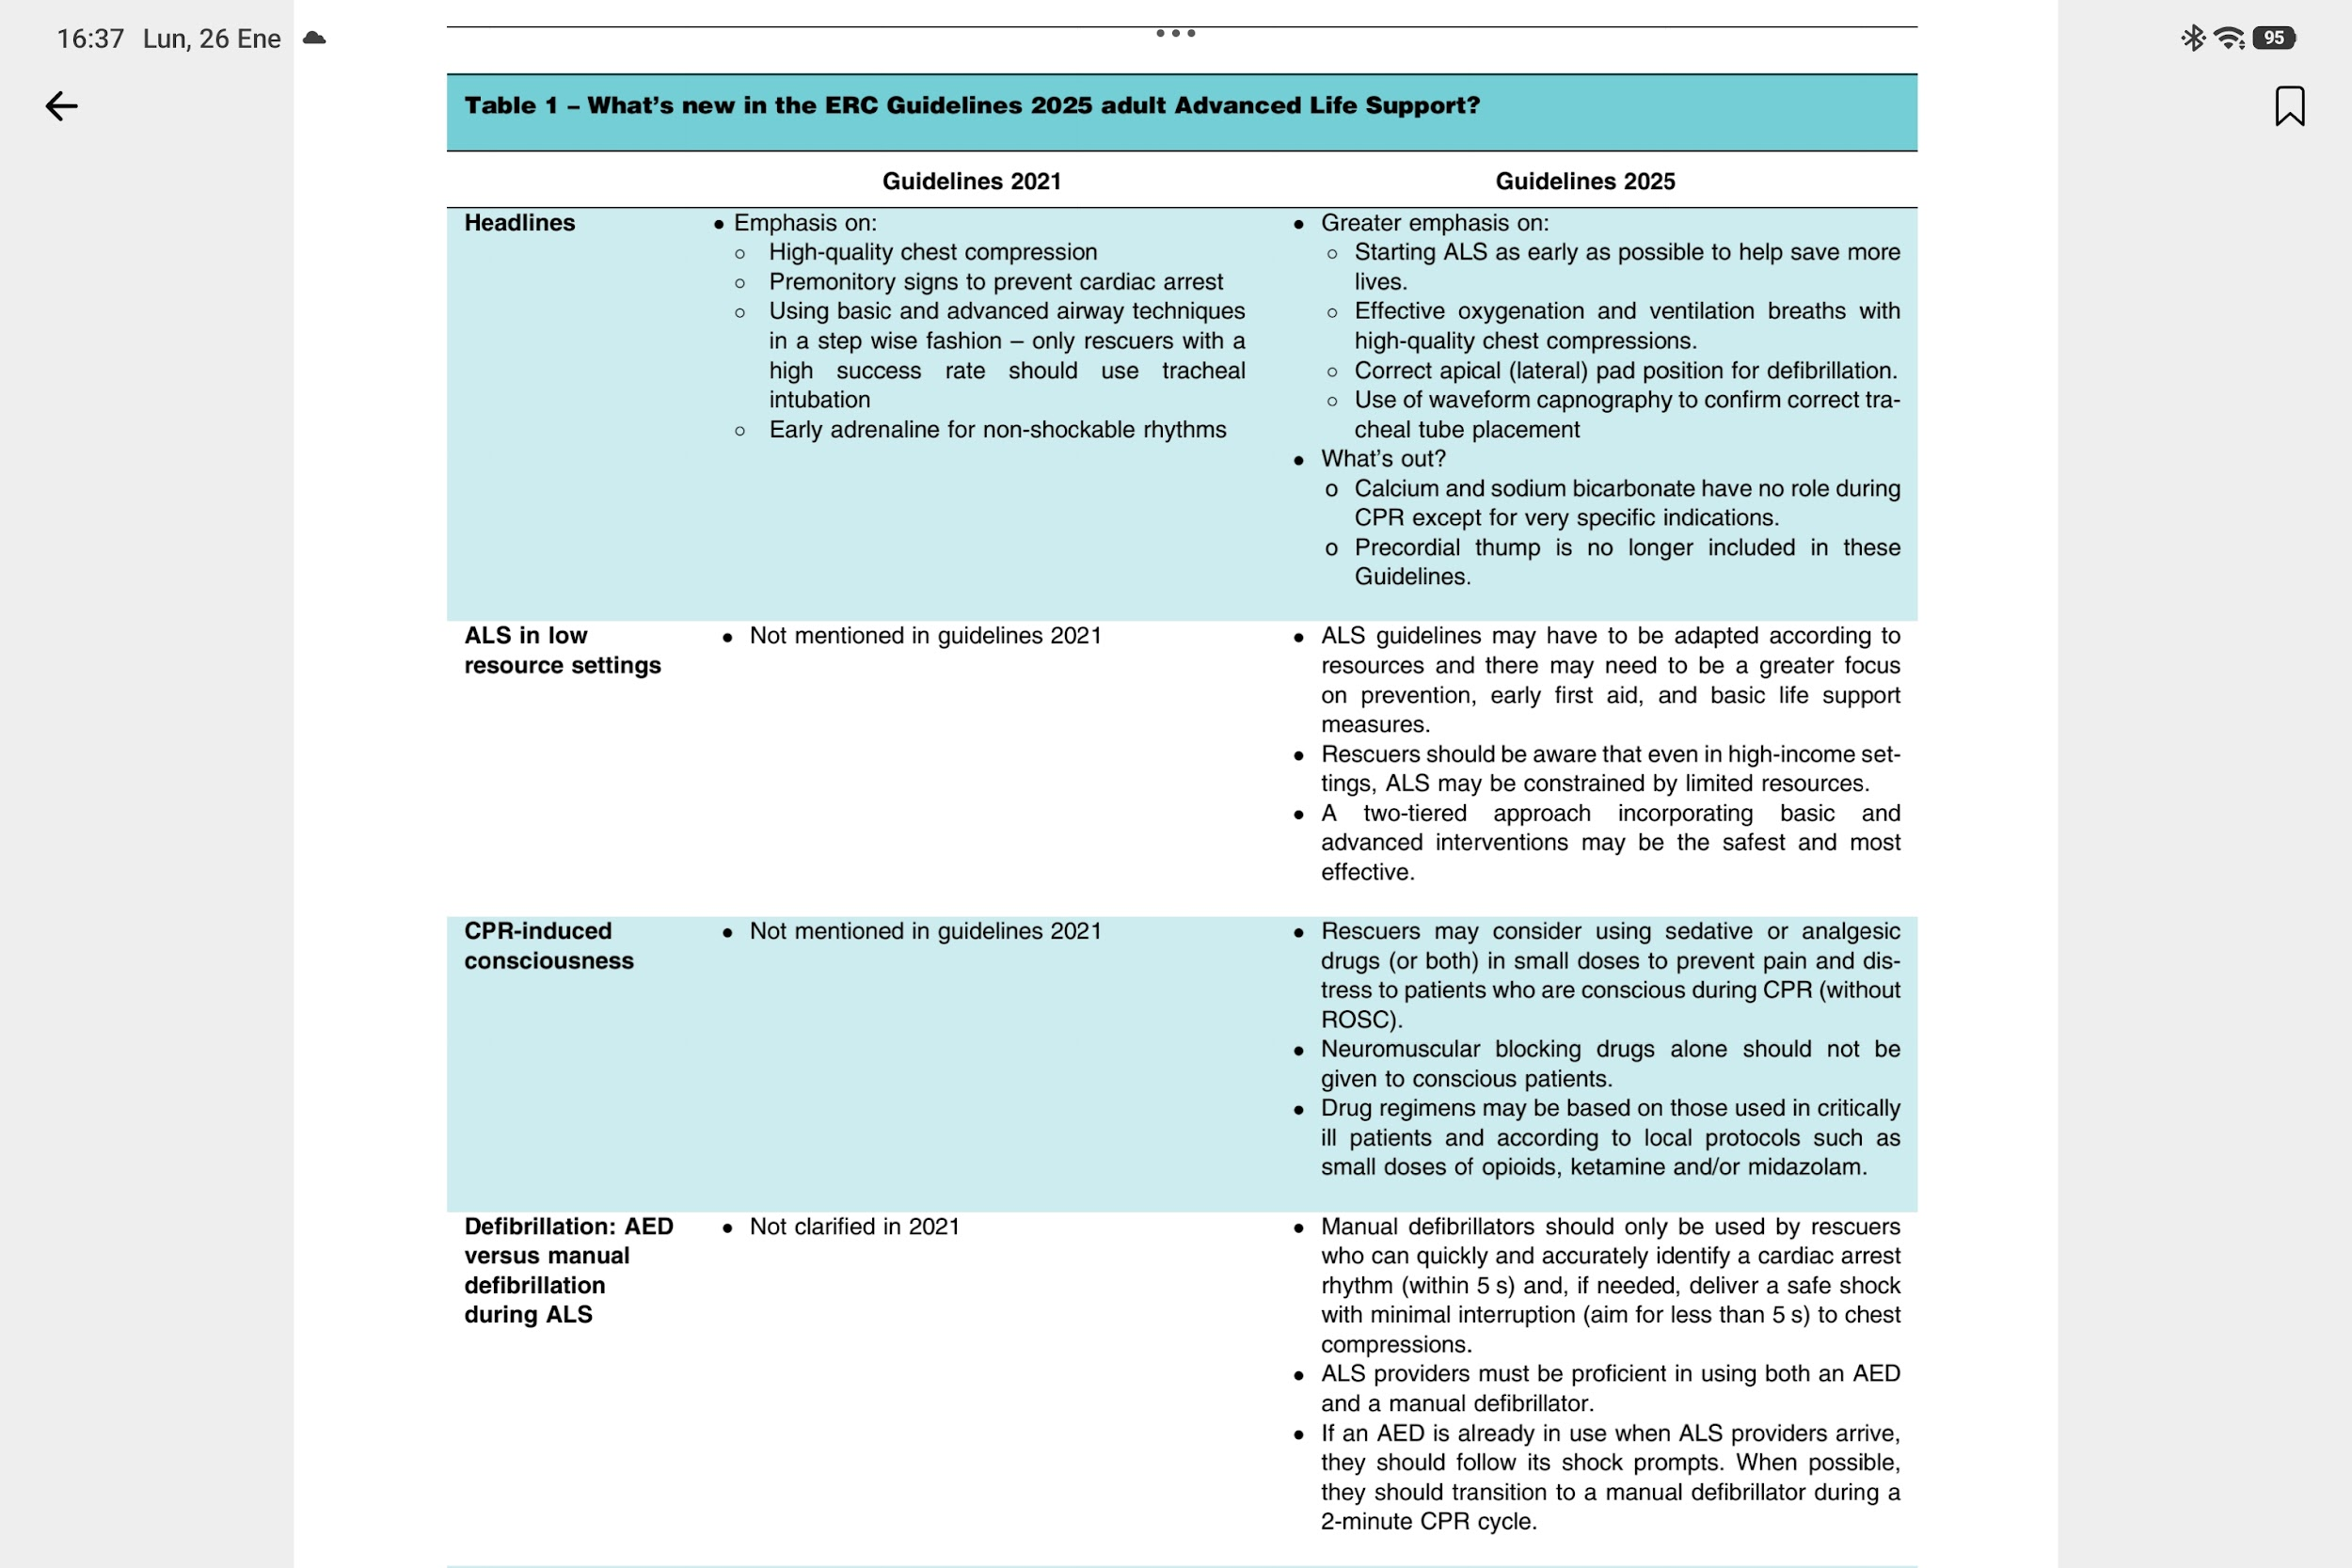 16:37 Lun, 26 Ene
95
Table 1 – What's new in the ERC Guidelines 2025 adult Advanced Life Support?
Guidelines 2021
Guidelines 2025
Headlines
● Emphasis on:
○ High-quality chest compression
○ Premonitory signs to prevent cardiac arrest
○ Using basic and advanced airway techniques
in a step wise fashion – only rescuers with a
high success rate should use tracheal
intubation
○ Early adrenaline for non-shockable rhythms
● Greater emphasis on:
○ Starting ALS as early as possible to help save more
lives.
○ Effective oxygenation and ventilation breaths with
high-quality chest compressions.
○ Correct apical (lateral) pad position for defibrillation.
○ Use of waveform capnography to confirm correct tra-
cheal tube placement
● What's out?
o Calcium and sodium bicarbonate have no role during
CPR except for very specific indications.
o Precordial thump is no longer included in these
Guidelines.
ALS in low
resource settings
● Not mentioned in guidelines 2021
● ALS guidelines may have to be adapted according to
resources and there may need to be a greater focus
on prevention, early first aid, and basic life support
measures.
● Rescuers should be aware that even in high-income set-
tings, ALS may be constrained by limited resources.
● A two-tiered approach incorporating basic and
advanced interventions may be the safest and most
effective.
CPR-induced
consciousness
● Not mentioned in guidelines 2021
● Rescuers may consider using sedative or analgesic
drugs (or both) in small doses to prevent pain and dis-
tress to patients who are conscious during CPR (without
ROSC).
● Neuromuscular blocking drugs alone should not be
given to conscious patients.
● Drug regimens may be based on those used in critically
ill patients and according to local protocols such as
small doses of opioids, ketamine and/or midazolam.
Defibrillation: AED
versus manual
defibrillation
during ALS
● Not clarified in 2021
● Manual defibrillators should only be used by rescuers
who can quickly and accurately identify a cardiac arrest
rhythm (within 5 s) and, if needed, deliver a safe shock
with minimal interruption (aim for less than 5 s) to chest
compressions.
● ALS providers must be proficient in using both an AED
and a manual defibrillator.
● If an AED is already in use when ALS providers arrive,
they should follow its shock prompts. When possible,
they should transition to a manual defibrillator during a
2-minute CPR cycle.